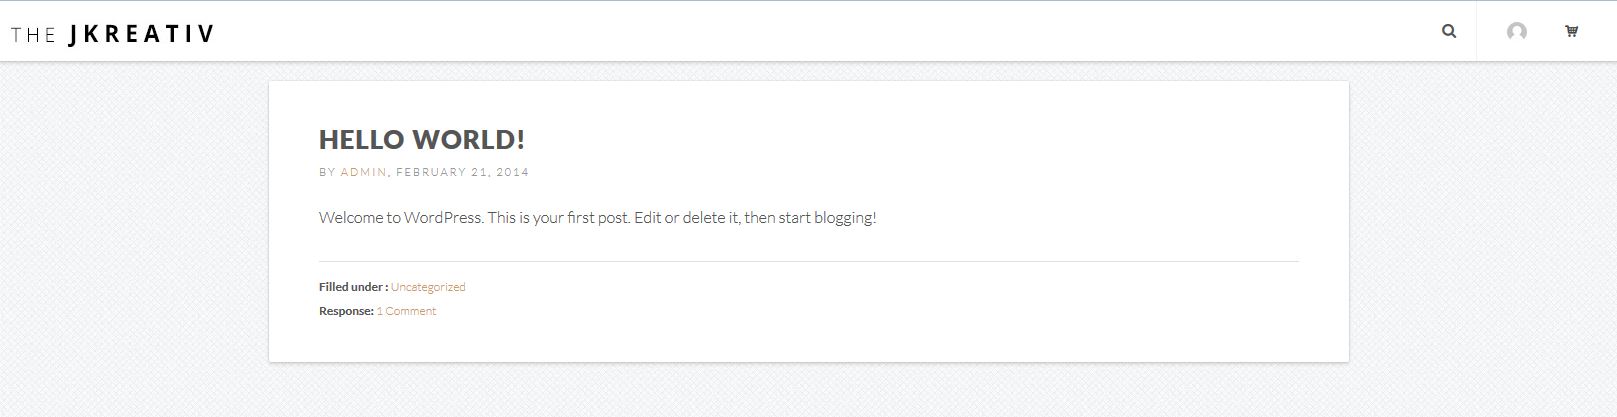 THE JKREATIV
HELLO WORLD!
BY ADMIN, FEBRUARY 21, 2014
Welcome to WordPress. This is your first post. Edit or delete it, then start blogging!
Filled under : Uncategorized
Response: 1 Comment